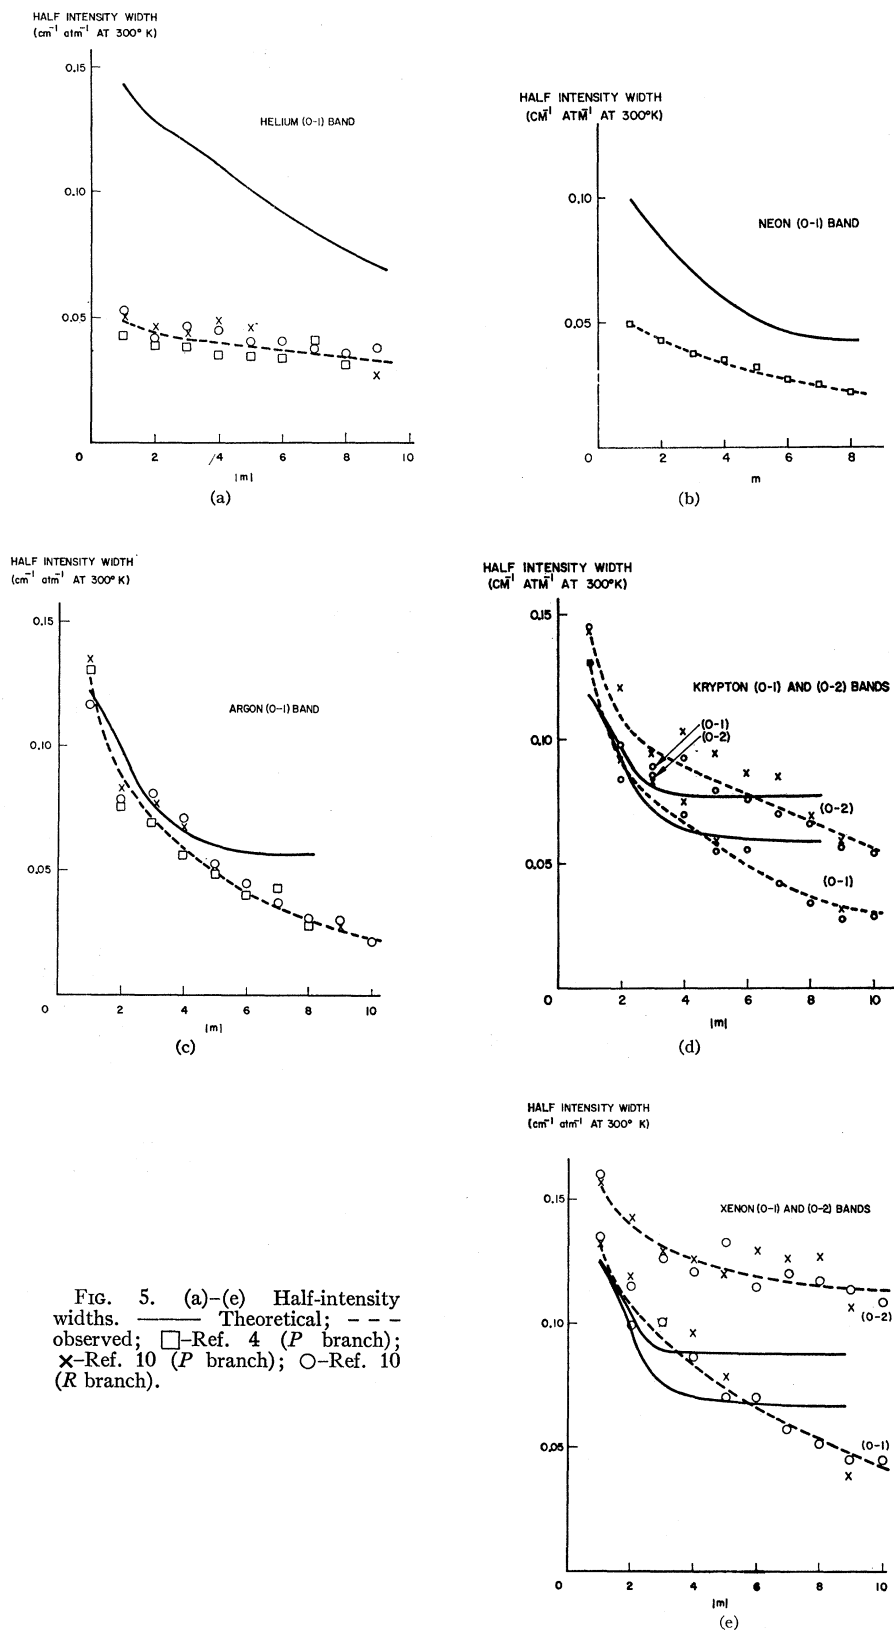 HALF INTENSITY WIDTH
(cm⁻¹ atm⁻¹ AT 300° K)
0.15
HELIUM (0-1) BAND
0.10
0.05
0 2 4 6 8 10
|m|
(a)
HALF INTENSITY WIDTH
(CM⁻¹ ATM⁻¹ AT 300°K)
0.10
NEON (0-1) BAND
0.05
0 2 4 6 8
m
(b)
HALF INTENSITY WIDTH
(cm⁻¹ atm⁻¹ AT 300° K)
0.15
ARGON (0-1) BAND
0.10
0.05
0 2 4 6 8 10
|m|
(c)
HALF INTENSITY WIDTH
(CM⁻¹ ATM⁻¹ AT 300°K)
0.15
KRYPTON (0-1) AND (0-2) BANDS
(0-1)
(0-2)
0.10
(0-2)
0.05
(0-1)
0 2 4 6 8 10
|m|
(d)
HALF INTENSITY WIDTH
(cm⁻¹ atm⁻¹ AT 300° K)
0.15
XENON (0-1) AND (0-2) BANDS
0.10
(0-2)
0.05
(0-1)
0 2 4 6 8 10
|m|
(e)
FIG. 5. (a)–(e) Half-intensity
widths. —— Theoretical; – – –
observed; □–Ref. 4 (P branch);
×–Ref. 10 (P branch); ○–Ref. 10
(R branch).